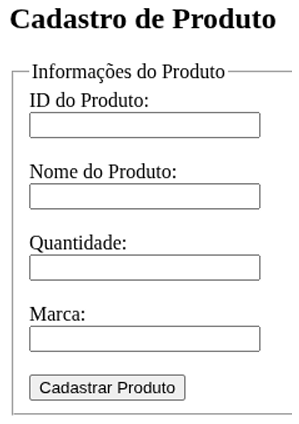 Cadastro de Produto
Informações do Produto
ID do Produto:
Nome do Produto:
Quantidade:
Marca:
Cadastrar Produto